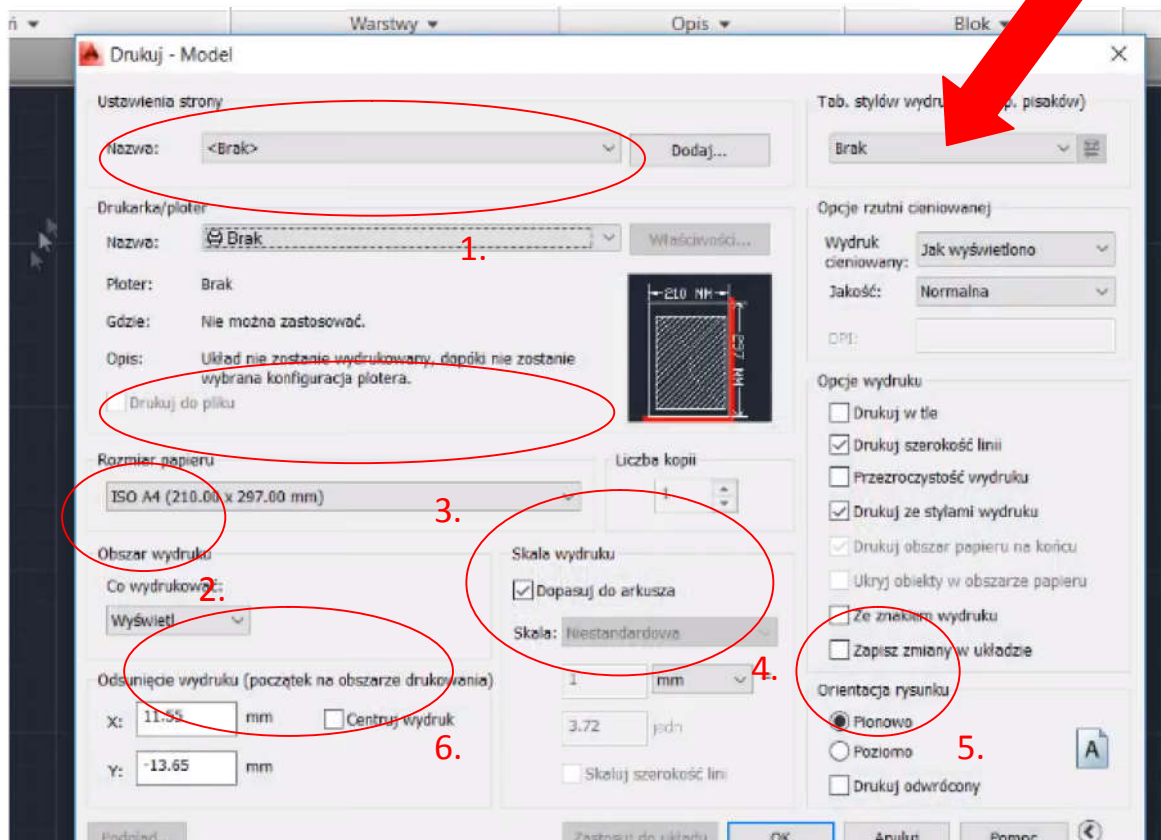 ń
Warstwy
Opis
Blok
Drukuj - Model
Ustawienia strony
Nazwa:
<Brak>
Dodaj...
Tab. stylów p. pisaków)
Brak
Drukarka/ploter
Nazwa:
Brak
1.
Właściwości...
Ploter:
Brak
Gdzie:
Nie można zastosować.
Opis:
Układ nie zostanie wydrukowany, dopóki nie zostanie
wybrana konfiguracja plotera.
Drukuj do pliku
210 MM
297 MM
Opcje rzutni cieniowanej
Wydruk
cieniowany:
Jak wyświetlono
Jakość:
Normalna
DPI:
Rozmiar papieru
ISO A4 (210.00 x 297.00 mm)
3.
Liczba kopii
1
Opcje wydruku
Drukuj w tle
Drukuj szerokość linii
Przezroczystość wydruku
Drukuj ze stylami wydruku
Drukuj obszar papieru na końcu
Ukryj obiekty w obszarze papieru
Ze znakiem wydruku
Zapisz zmiany w układzie
Obszar wydruku
Co wydrukować:
2.
Wyświetl
Skala wydruku
Dopasuj do arkusza
Skala:
Niestandardowa
4.
1
mm
=
3.72
jedn
Skaluj szerokość linii
Odsunięcie wydruku (początek na obszarze drukowania)
X:
11.55
mm
Centruj wydruk
6.
Y:
-13.65
mm
Orientacja rysunku
Pionowo
Poziomo
5.
A
Drukuj odwrócony
Podgląd...
Zastosuj do układu
OK
Anuluj
Pomoc